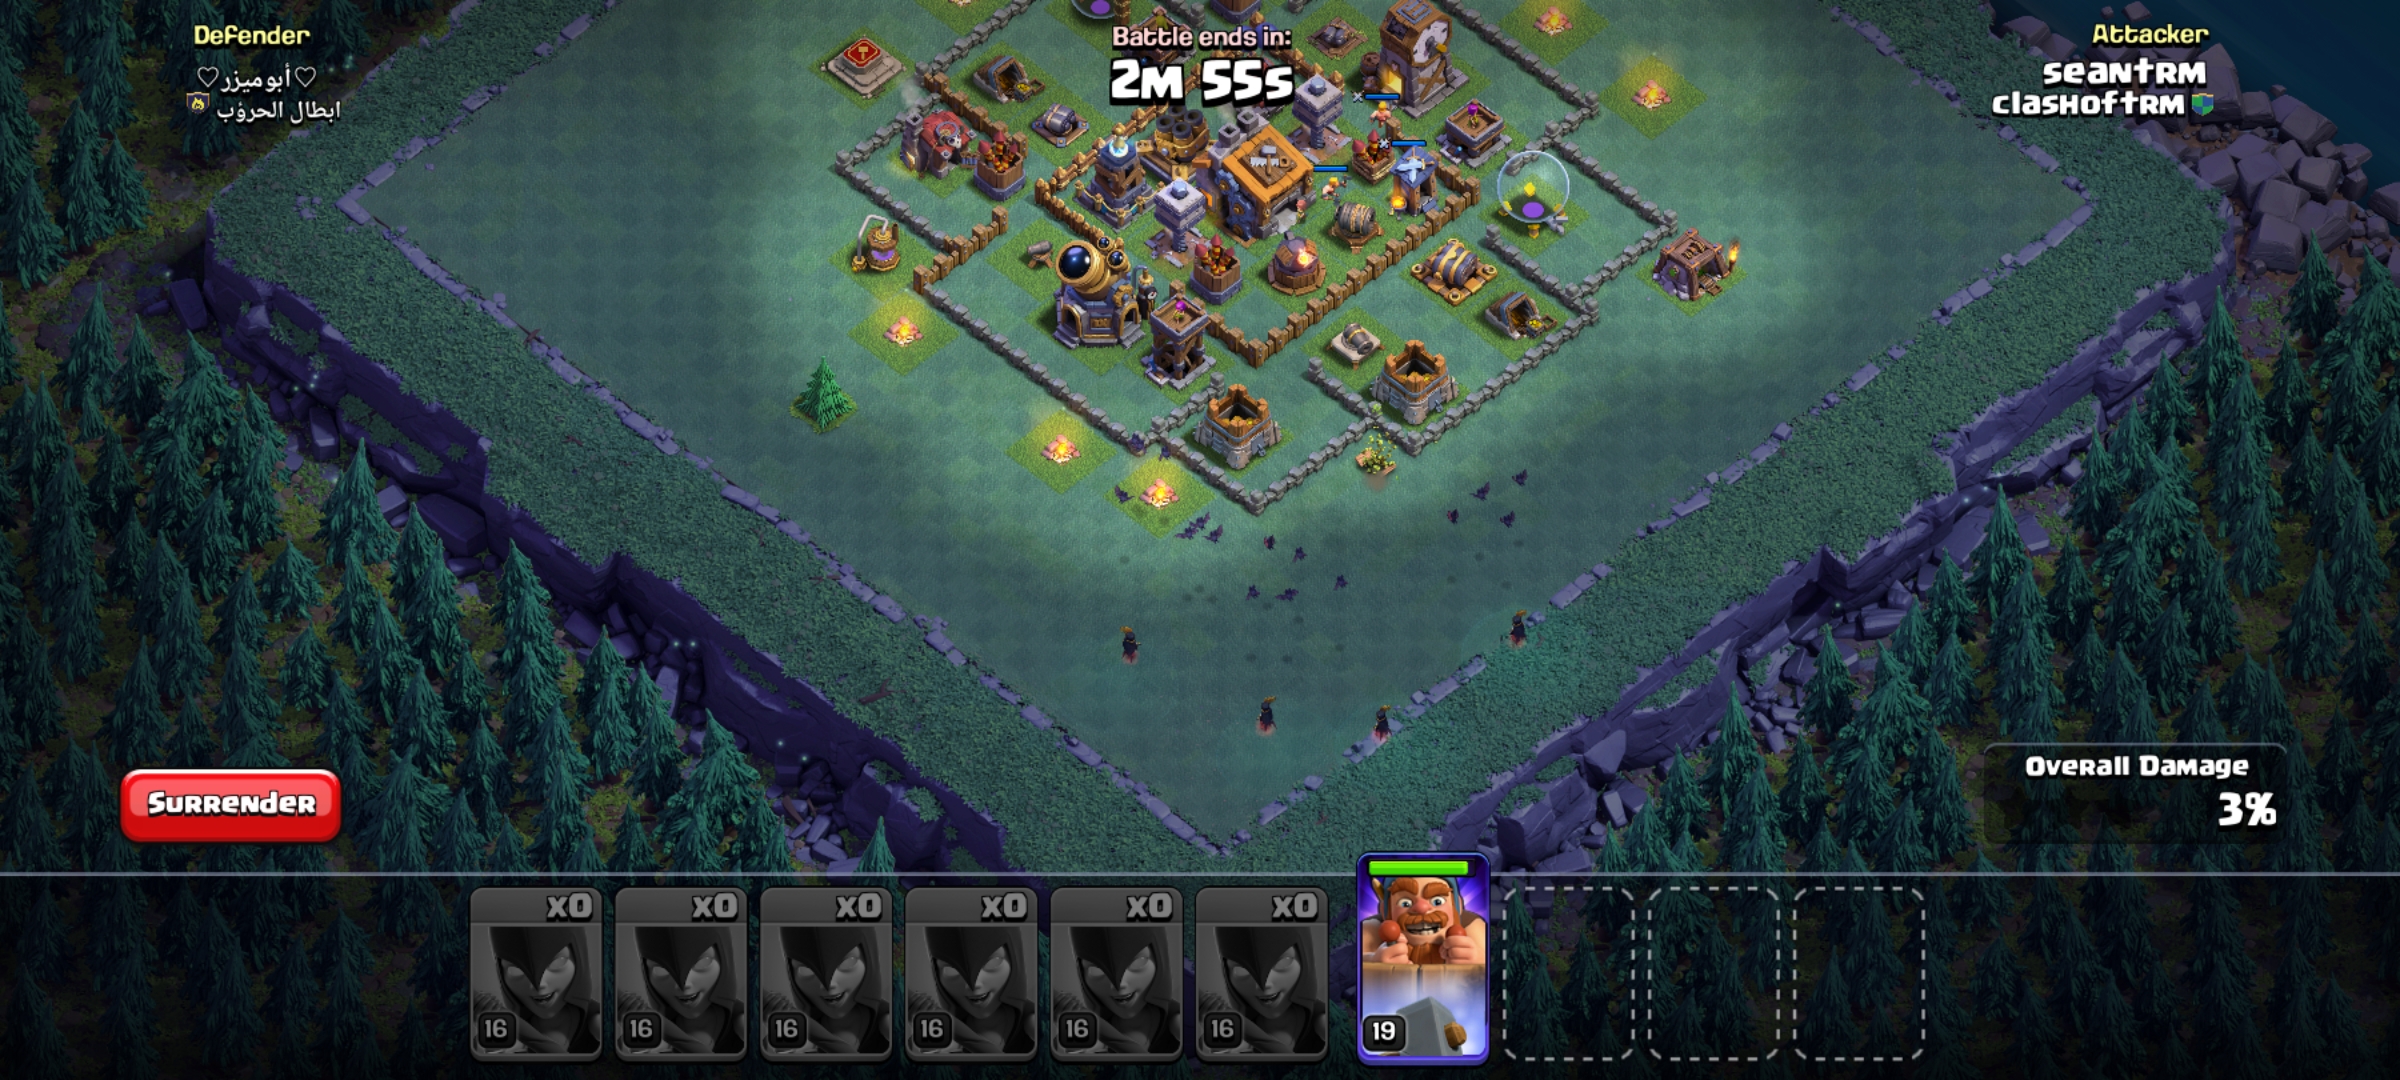 Defender
♡أبو ميزر♡
ابطال الحرؤب
Battle ends in:
2M 55s
Attacker
seantRM
clashoftRM
Surrender
Overall Damage
3%
x0
x0
x0
x0
x0
x0
16
16
16
16
16
16
19